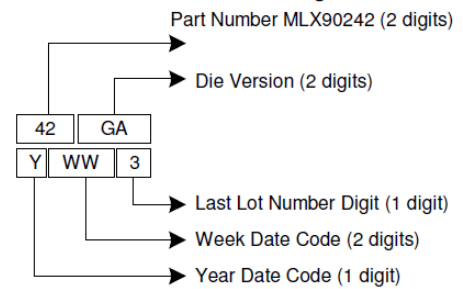 Part Number MLX90242 (2 digits)
Die Version (2 digits)
42 GA
Y WW 3
Last Lot Number Digit (1 digit)
Week Date Code (2 digits)
Year Date Code (1 digit)